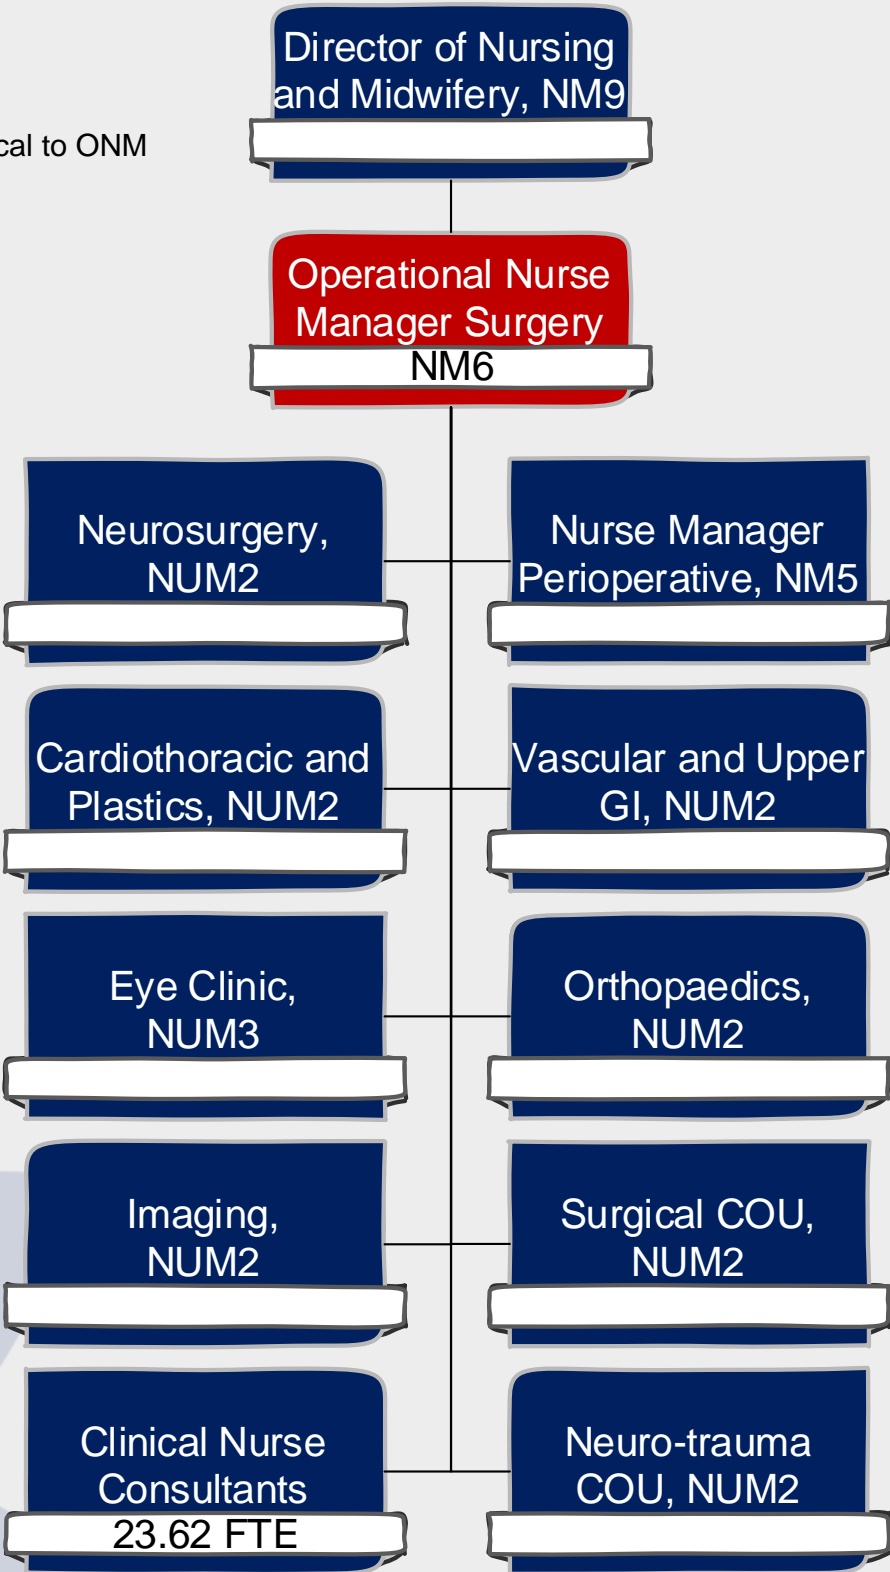 Director of Nursing
and Midwifery, NM9
to ONM
Operational Nurse
Manager Surgery
NM6
Neurosurgery,
NUM2
Nurse Manager
Perioperative, NM5
Cardiothoracic and
Plastics, NUM2
Vascular and Upper
GI, NUM2
Eye Clinic,
NUM3
Orthopaedics,
NUM2
Imaging,
NUM2
Surgical COU,
NUM2
Clinical Nurse
Consultants
23.62 FTE
Neuro-trauma
COU, NUM2